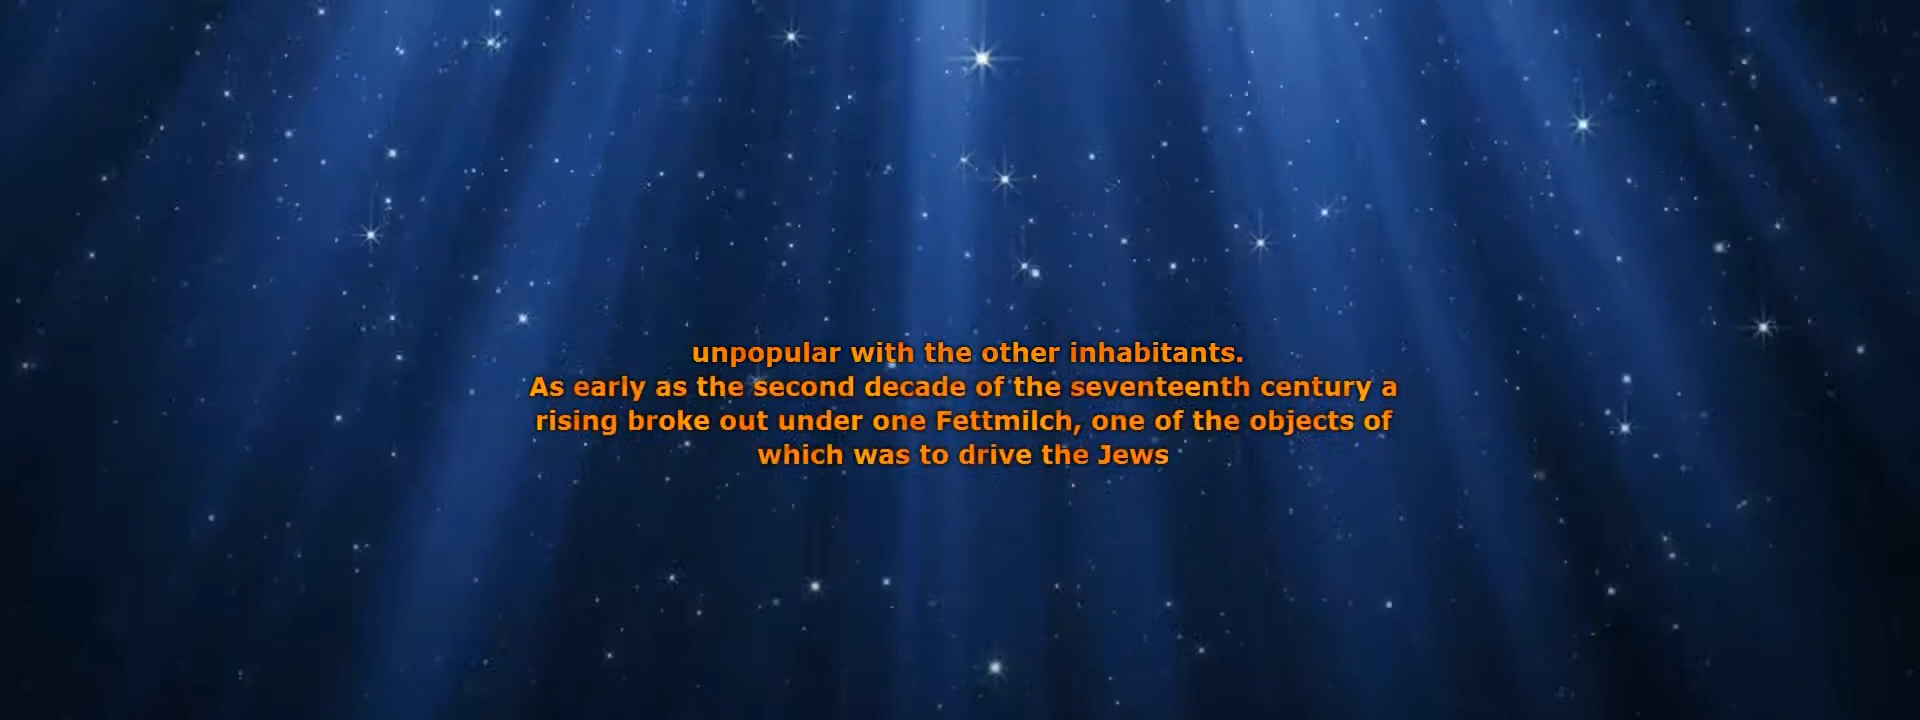 unpopular with the other inhabitants.
As early as the second decade of the seventeenth century a
rising broke out under one Fettmilch, one of the objects of
which was to drive the Jews